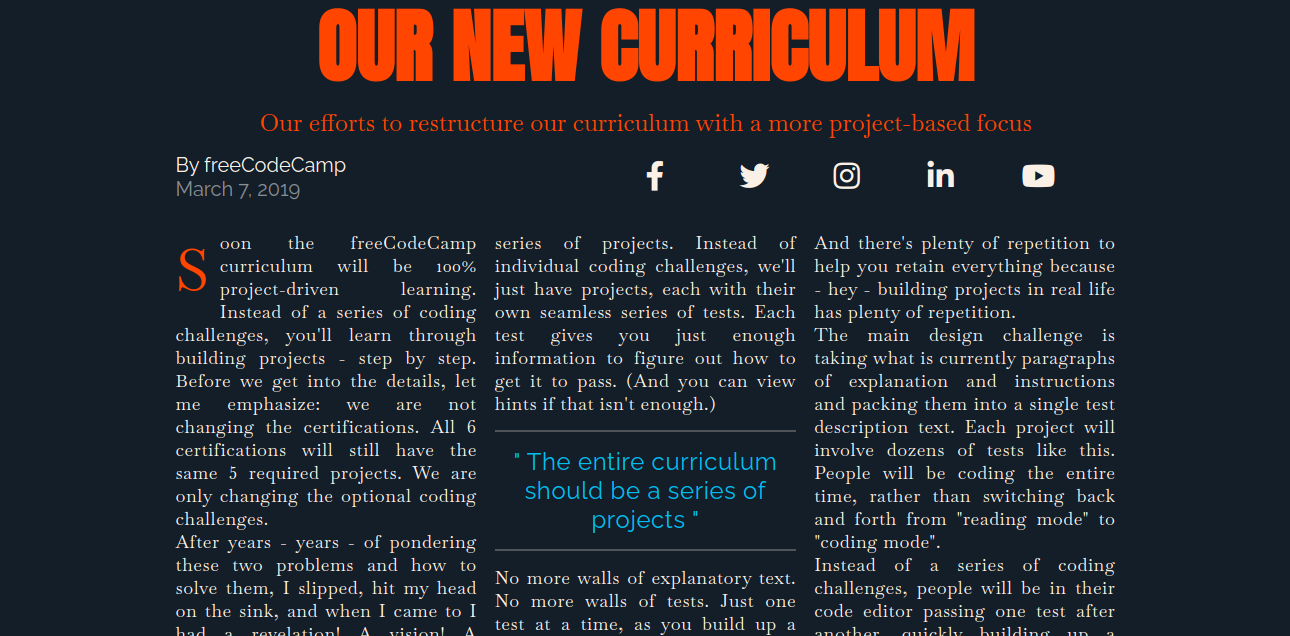 OUR NEW CURRICULUM
Our efforts to restructure our curriculum with a more project-based focus
By freeCodeCamp
March 7, 2019
Soon the freeCodeCamp
curriculum will be 100%
project-driven learning.
Instead of a series of coding
challenges, you'll learn through
building projects - step by step.
Before we get into the details, let
me emphasize: we are not
changing the certifications. All 6
certifications will still have the
same 5 required projects. We are
only changing the optional coding
challenges.
After years - years - of pondering
these two problems and how to
solve them, I slipped, hit my head
on the sink, and when I came to I
had a revelation! A vision! A
series of projects. Instead of
individual coding challenges, we'll
just have projects, each with their
own seamless series of tests. Each
test gives you just enough
information to figure out how to
get it to pass. (And you can view
hints if that isn't enough.)
" The entire curriculum
should be a series of
projects "
No more walls of explanatory text.
No more walls of tests. Just one
test at a time, as you build up a
And there's plenty of repetition to
help you retain everything because
- hey - building projects in real life
has plenty of repetition.
The main design challenge is
taking what is currently paragraphs
of explanation and instructions
and packing them into a single test
description text. Each project will
involve dozens of tests like this.
People will be coding the entire
time, rather than switching back
and forth from "reading mode" to
"coding mode".
Instead of a series of coding
challenges, people will be in their
code editor passing one test after
another, quickly building up a